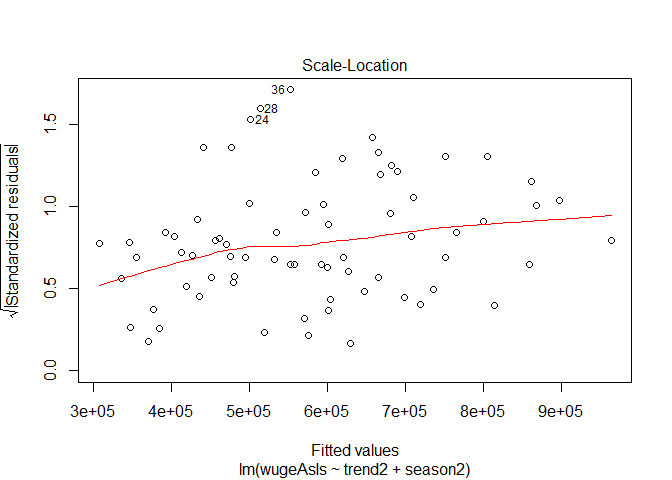 Scale-Location
√|Standardized residuals|
1.5
1.0
0.5
0.0
36
28
24
3e+05 4e+05 5e+05 6e+05 7e+05 8e+05 9e+05
Fitted values
lm(wugeAsIs ~ trend2 + season2)